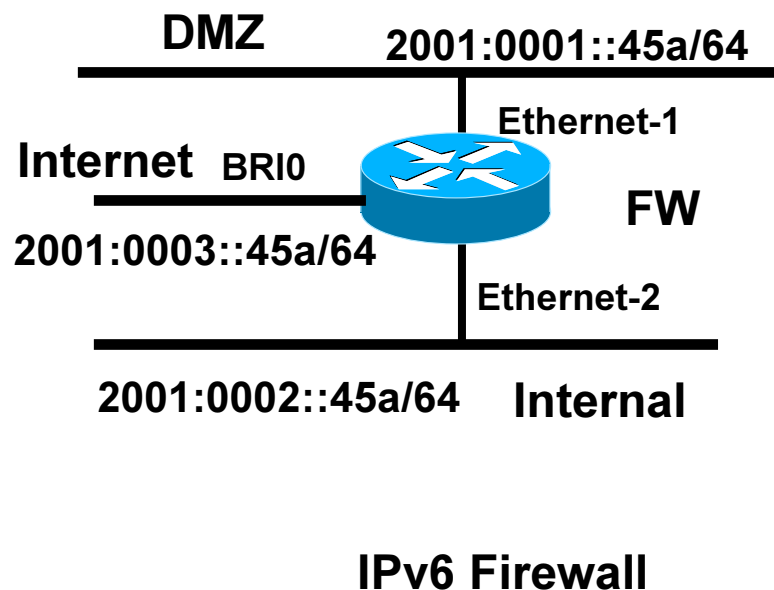 DMZ
2001:0001::45a/64
Ethernet-1
Internet
BRI0
FW
2001:0003::45a/64
Ethernet-2
2001:0002::45a/64
Internal
IPv6 Firewall